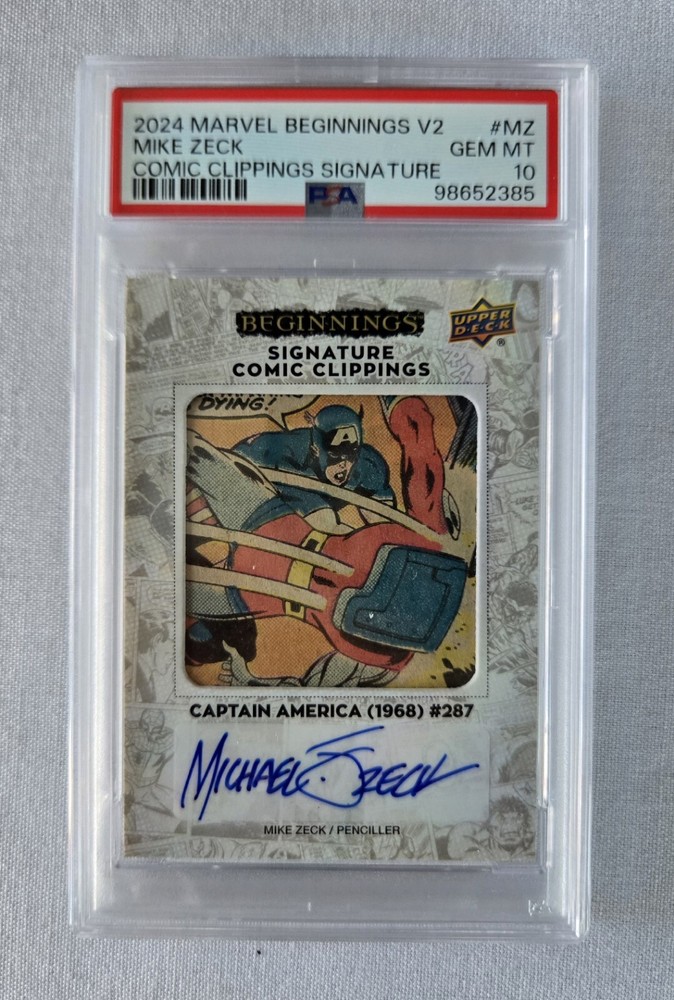 2024 MARVEL BEGINNINGS V2 #MZ
MIKE ZECK GEM MT
COMIC CLIPPINGS SIGNATURE 10
PSA 98652385
BEGINNINGS
UPPER
D·E·C·K
®
SIGNATURE
COMIC CLIPPINGS
DYING!
A
CAPTAIN AMERICA (1968) #287
MICHAEL J. ZECK
MIKE ZECK / PENCILLER